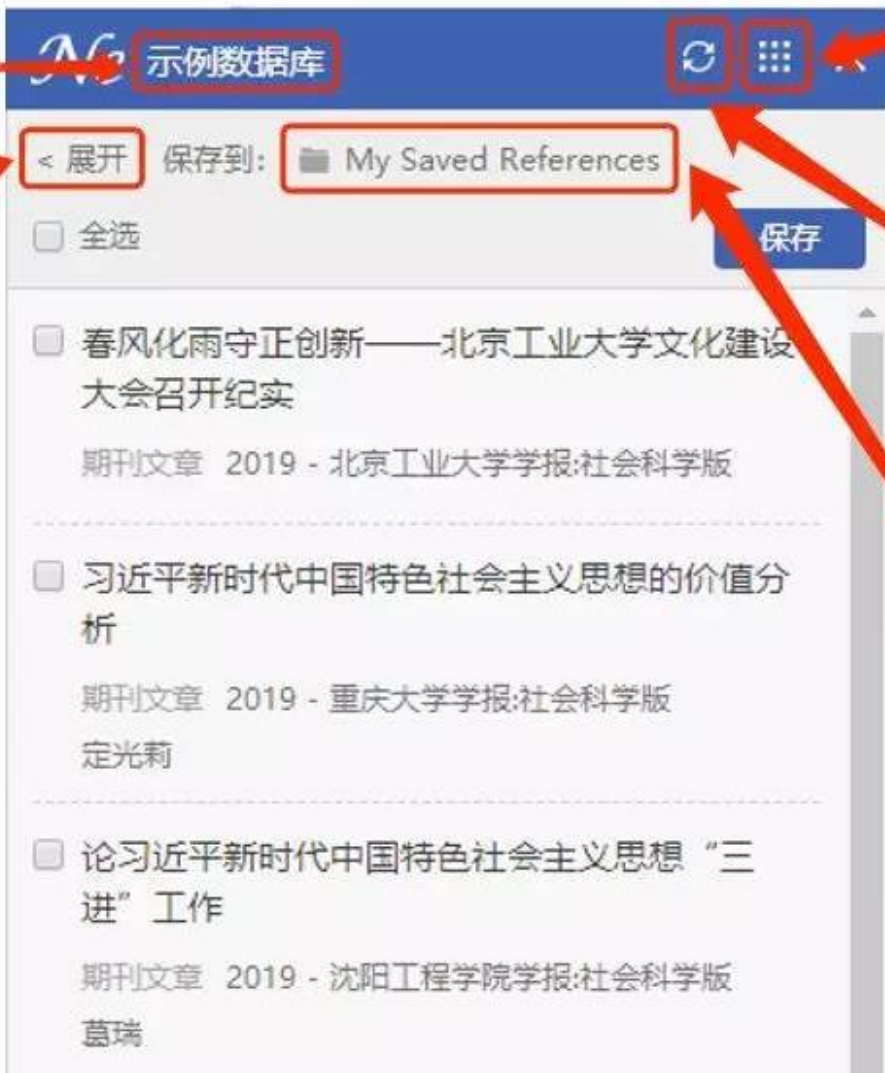 Ne 示例数据库
< 展开 保存到: My Saved References
全选
保存
春风化雨守正创新——北京工业大学文化建设
大会召开纪实
期刊文章 2019 - 北京工业大学学报:社会科学版
习近平新时代中国特色社会主义思想的价值分
析
期刊文章 2019 - 重庆大学学报:社会科学版
定光莉
论习近平新时代中国特色社会主义思想“三
进”工作
期刊文章 2019 - 沈阳工程学院学报:社会科学版
葛瑞